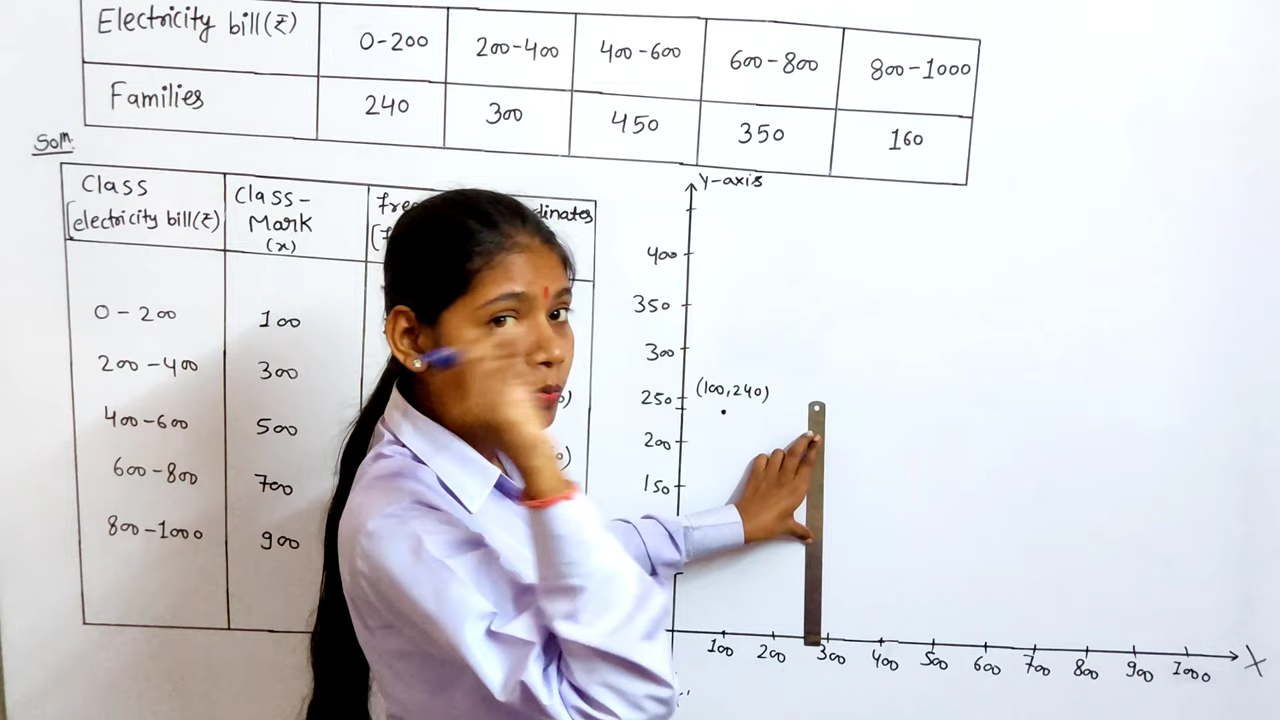 Electricity bill(₹) 0-200 200-400 400-600 600-800 800-1000
Families 240 300 450 350 160
Soln:
Class
[electricity bill(₹)
Class-
Mark
(x)
0-200 100
200-400 300
400-600 500
600-800 700
800-1000 900
Y-axis
400
350
300
250
200
150
(100,240)
100 200 300 400 500 600 700 800 900 1000 X